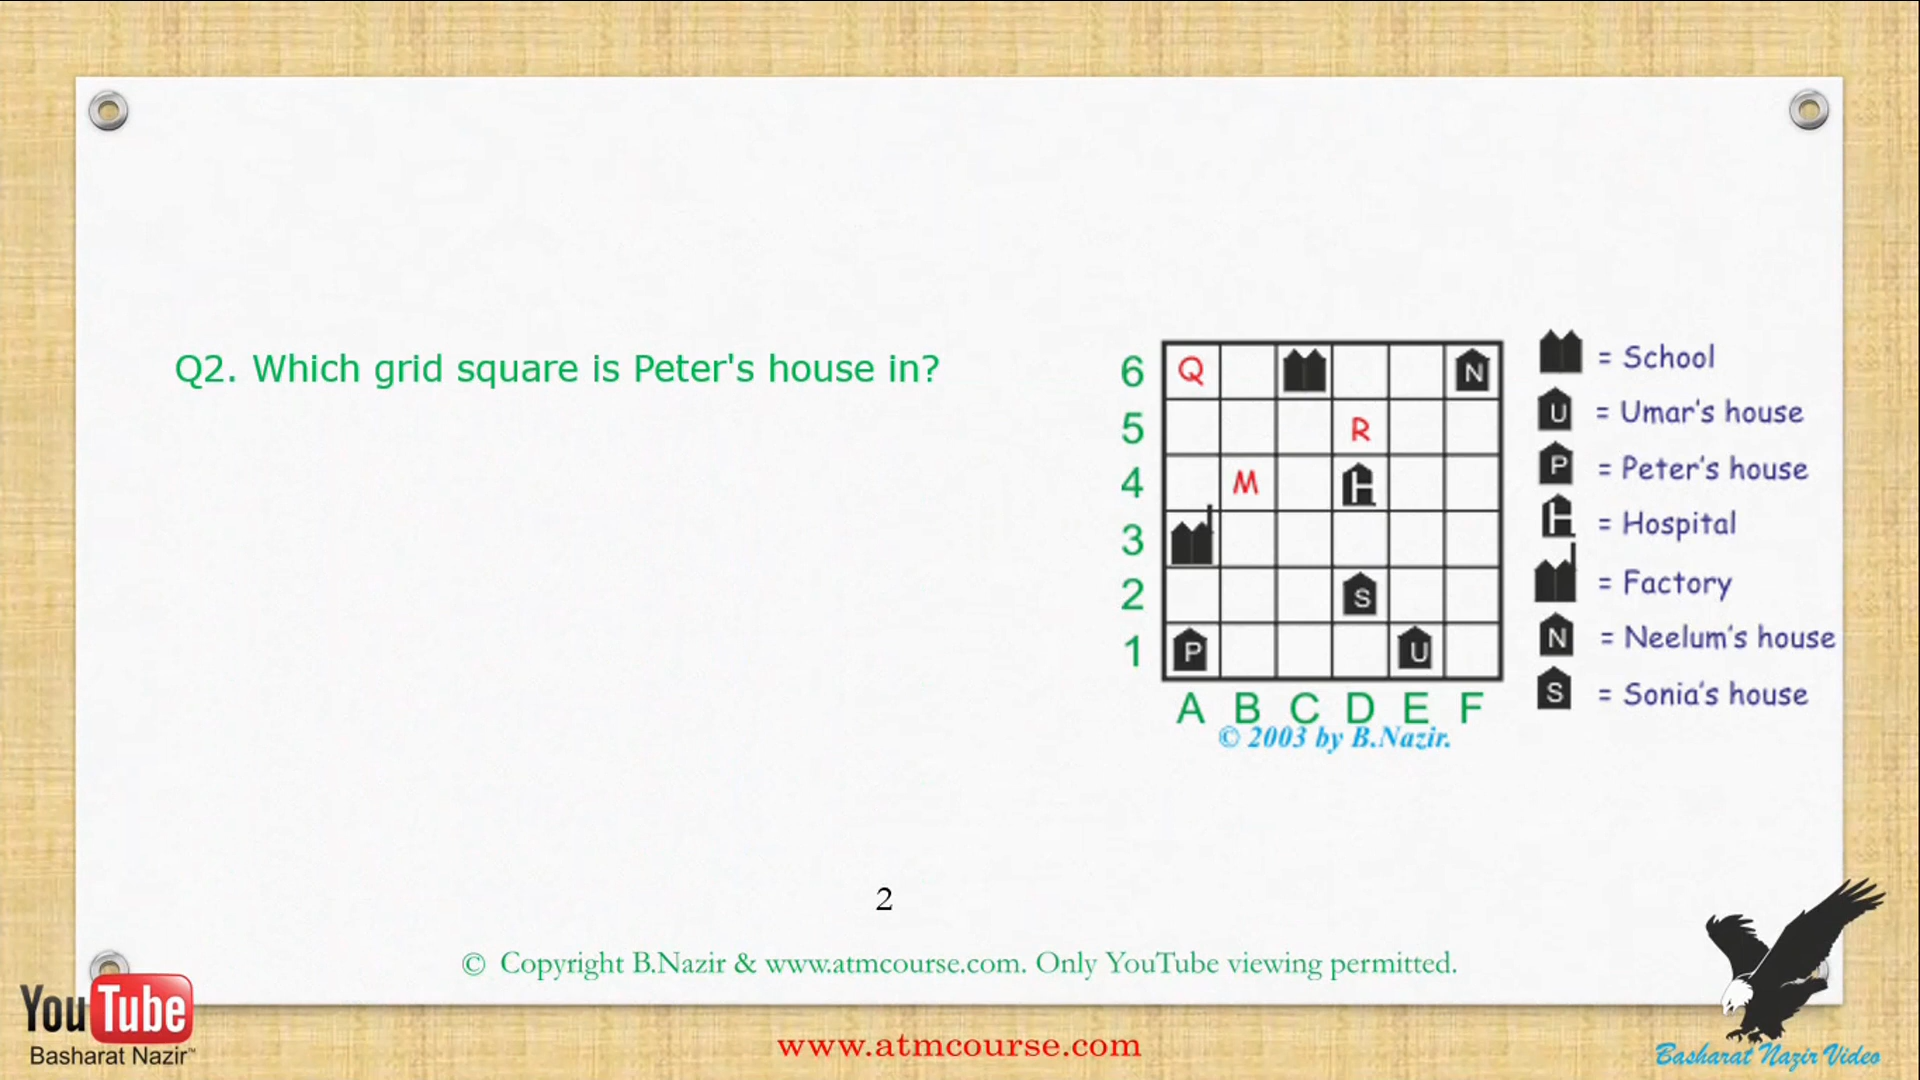 Q2. Which grid square is Peter's house in?
6 Q N
5 R
4 M H
3
2 S
1 P U
A B C D E F
© 2003 by B.Nazir.
= School
U = Umar's house
P = Peter's house
H = Hospital
= Factory
N = Neelum's house
S = Sonia's house
2
© Copyright B.Nazir & www.atmcourse.com. Only YouTube viewing permitted.
YouTube
Basharat Nazir™
www.atmcourse.com
Basharat Nazir Video